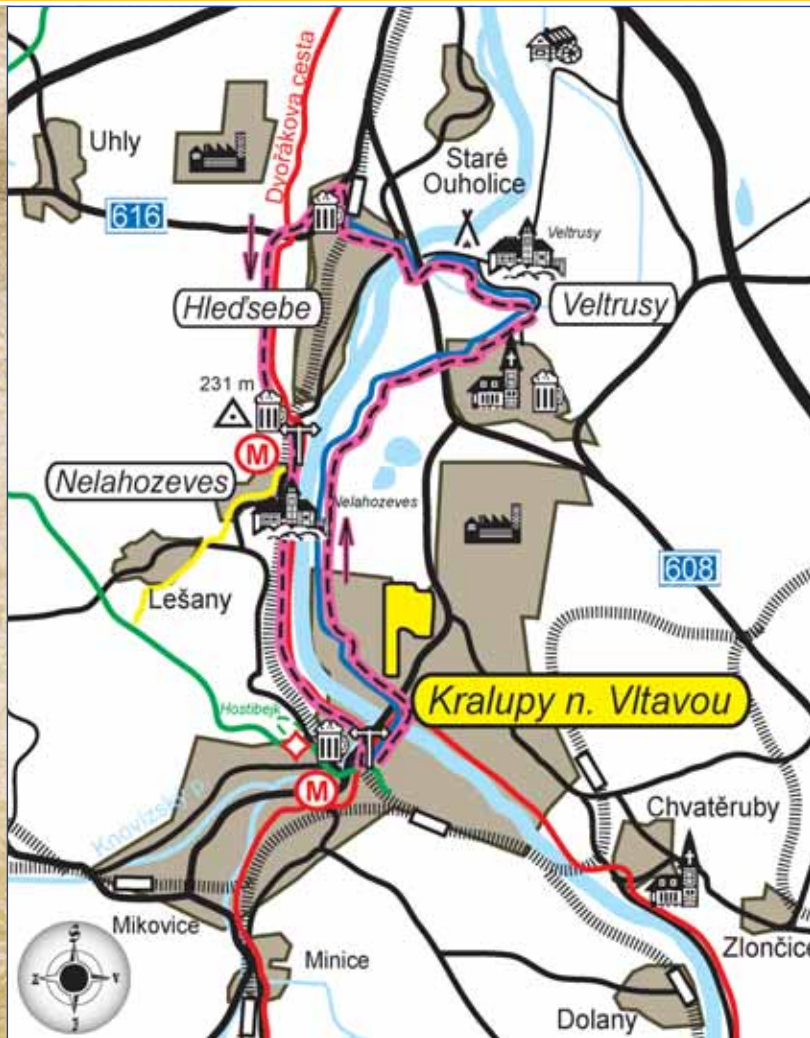 Uhly
Dvořákova cesta
Staré
Ouholice
616
Veltrusy
Hleďsebe
Veltrusy
231 m
M
Nelahozeves
Nelahozeves
Lešany
608
Hostibejk
Kralupy n. Vltavou
M
Knovízský p.
Chvatěruby
Mikovice
Zlončice
Minice
Dolany
S
Z
V
J